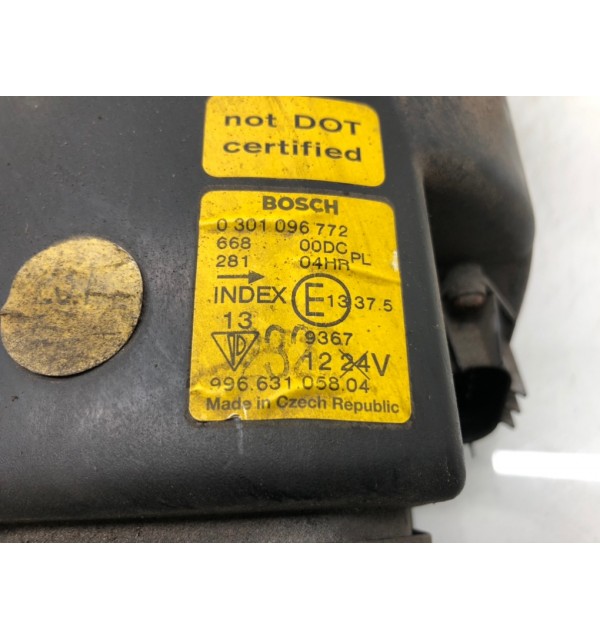 not DOT
certified
BOSCH
0 301 096 772
668 00DC
281 04HR PL
INDEX E 13 37.5
13 9367
12 24V
996.631.058.04
Made in Czech Republic